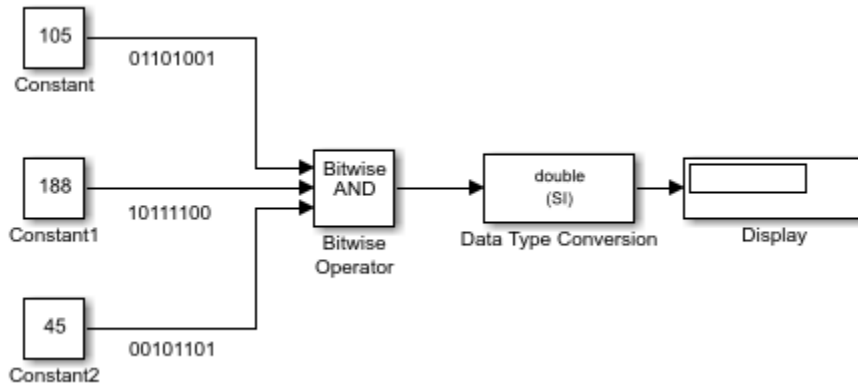 105
01101001
Constant
188
10111100
Constant1
45
00101101
Constant2
Bitwise
AND
Bitwise
Operator
double
(SI)
Data Type Conversion
Display